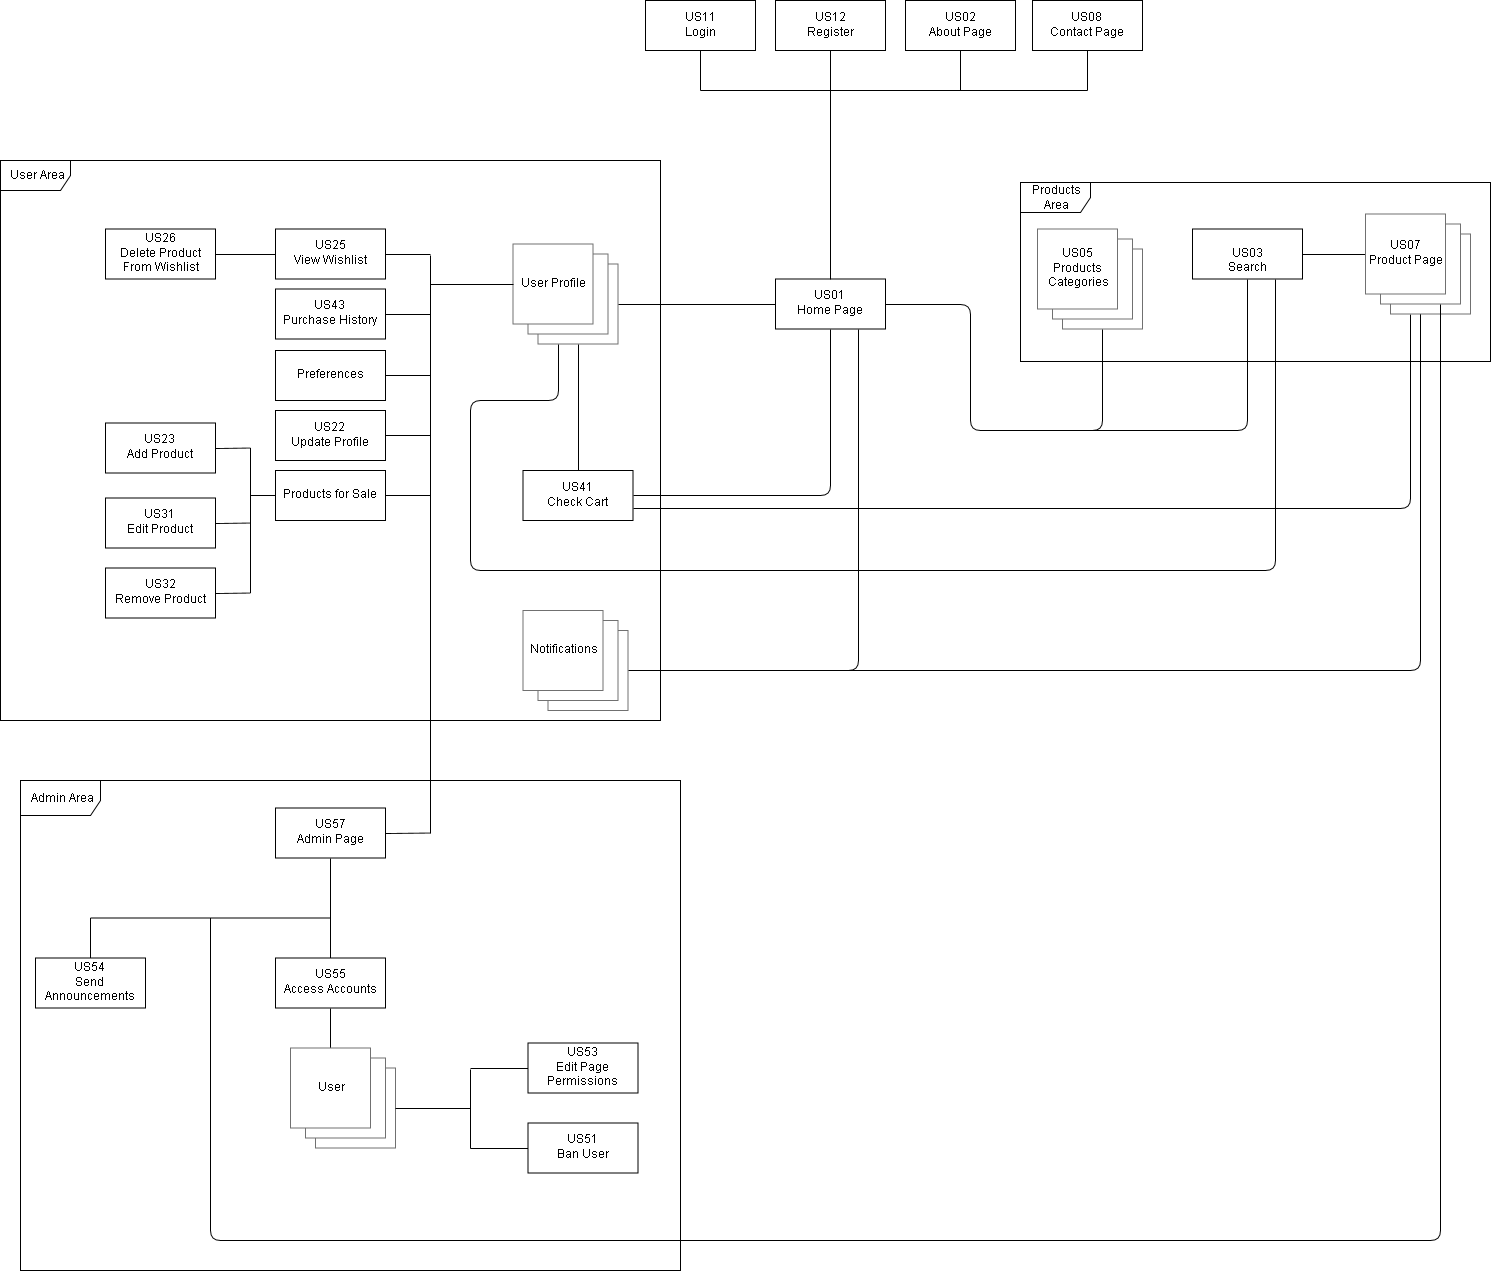 US11
Login
US12
Register
US02
About Page
US08
Contact Page
User Area
Products
Area
US26
Delete Product
From Wishlist
US25
View Wishlist
User Profile
US43
Purchase History
Preferences
US22
Update Profile
US23
Add Product
Products for Sale
US31
Edit Product
US32
Remove Product
US41
Check Cart
Notifications
US01
Home Page
US05
Products
Categories
US03
Search
US07
Product Page
Admin Area
US57
Admin Page
US54
Send
Announcements
US55
Access Accounts
User
US53
Edit Page
Permissions
US51
Ban User